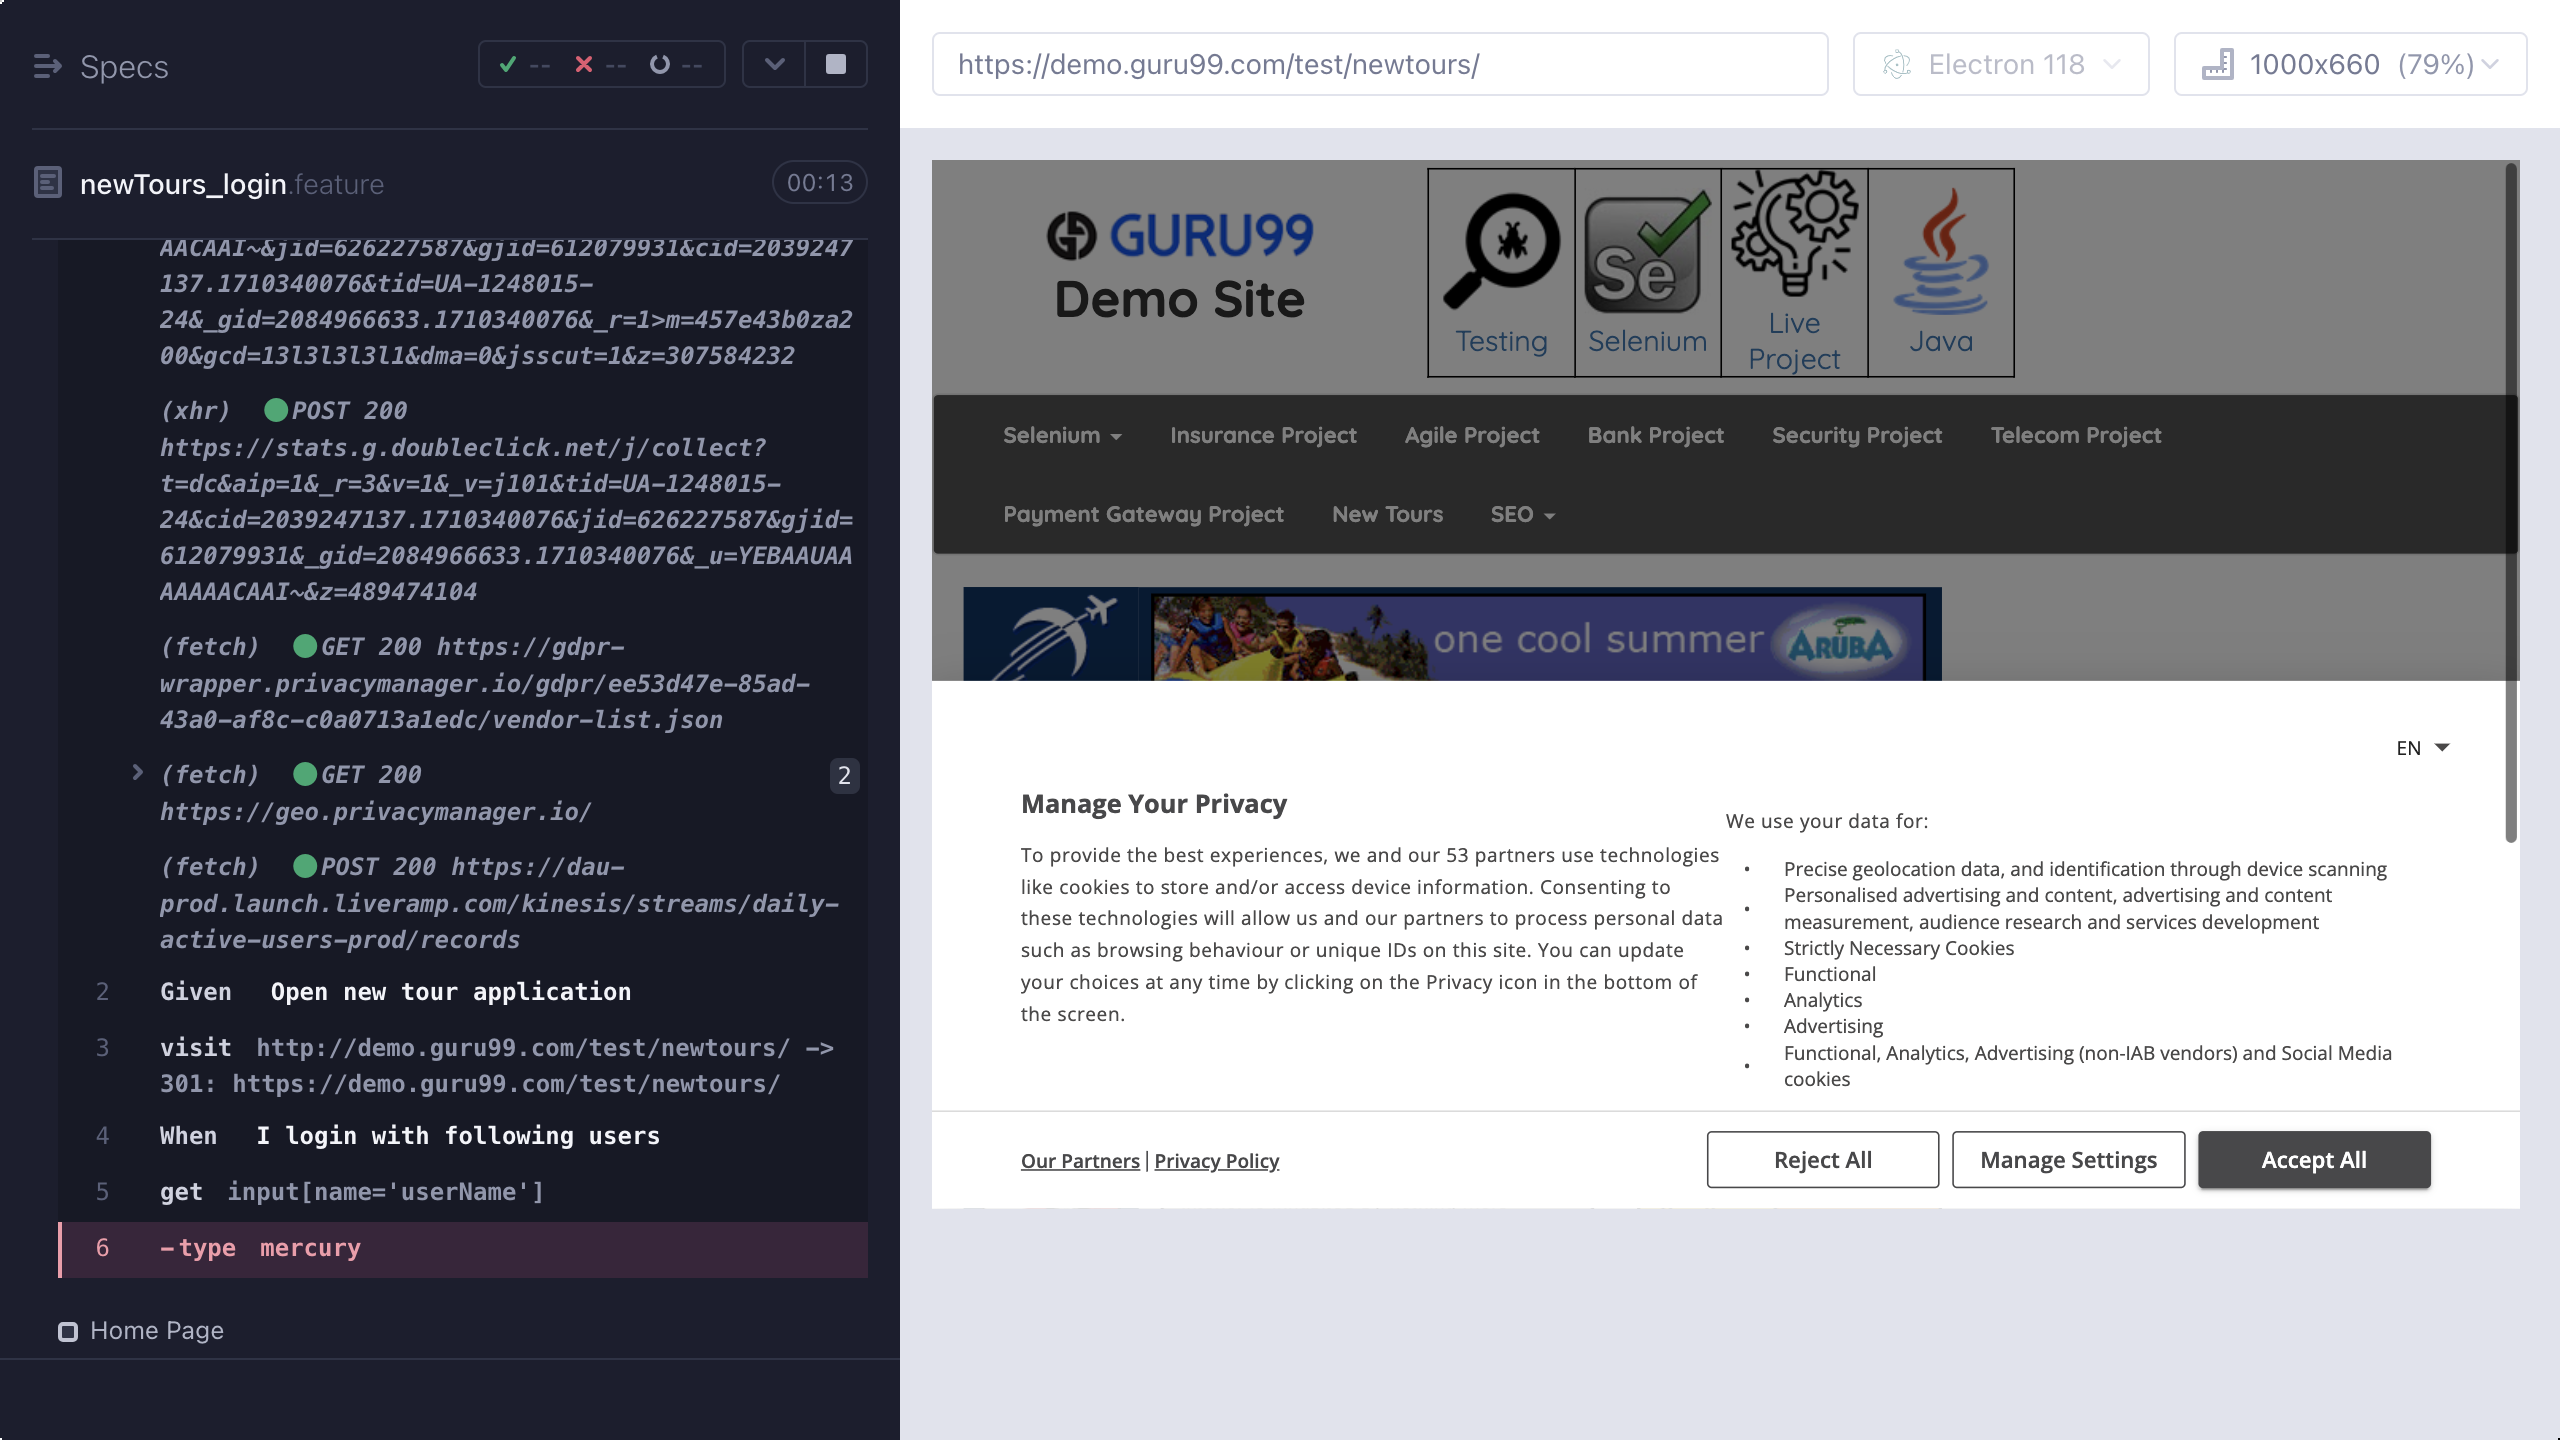 Specs
-- -- --
newTours_login.feature
00:13
AACAAI~&jid=626227587&gjid=612079931&cid=2039247
137.1710340076&tid=UA-1248015-
24&_gid=2084966633.1710340076&_r=1>m=457e43b0za2
00&gcd=13l3l3l3l1&dma=0&jsscut=1&z=307584232
(xhr) POST 200
https://stats.g.doubleclick.net/j/collect?
t=dc&aip=1&_r=3&v=1&_v=j101&tid=UA-1248015-
24&cid=2039247137.1710340076&jid=626227587&gjid=
612079931&_gid=2084966633.1710340076&_u=YEBAAUAA
AAAAACAAI~&z=489474104
(fetch) GET 200 https://gdpr-
wrapper.privacymanager.io/gdpr/ee53d47e-85ad-
43a0-af8c-c0a0713a1edc/vendor-list.json
(fetch) GET 200
2
https://geo.privacymanager.io/
(fetch) POST 200 https://dau-
prod.launch.liveramp.com/kinesis/streams/daily-
active-users-prod/records
2 Given Open new tour application
3 visit http://demo.guru99.com/test/newtours/ ->
301: https://demo.guru99.com/test/newtours/
4 When I login with following users
5 get input[name='userName']
6 -type mercury
Home Page
https://demo.guru99.com/test/newtours/
Electron 118
1000x660 (79%)
GURU99
Demo Site
Testing
Se
Selenium
Live
Project
Java
Selenium Insurance Project Agile Project Bank Project Security Project Telecom Project
Payment Gateway Project New Tours SEO
one cool summer
ARUBA
EN
Manage Your Privacy
To provide the best experiences, we and our 53 partners use technologies
like cookies to store and/or access device information. Consenting to
these technologies will allow us and our partners to process personal data
such as browsing behaviour or unique IDs on this site. You can update
your choices at any time by clicking on the Privacy icon in the bottom of
the screen.
We use your data for:
• Precise geolocation data, and identification through device scanning
• Personalised advertising and content, advertising and content
measurement, audience research and services development
• Strictly Necessary Cookies
• Functional
• Analytics
• Advertising
• Functional, Analytics, Advertising (non-IAB vendors) and Social Media
cookies
Our Partners | Privacy Policy
Reject All
Manage Settings
Accept All